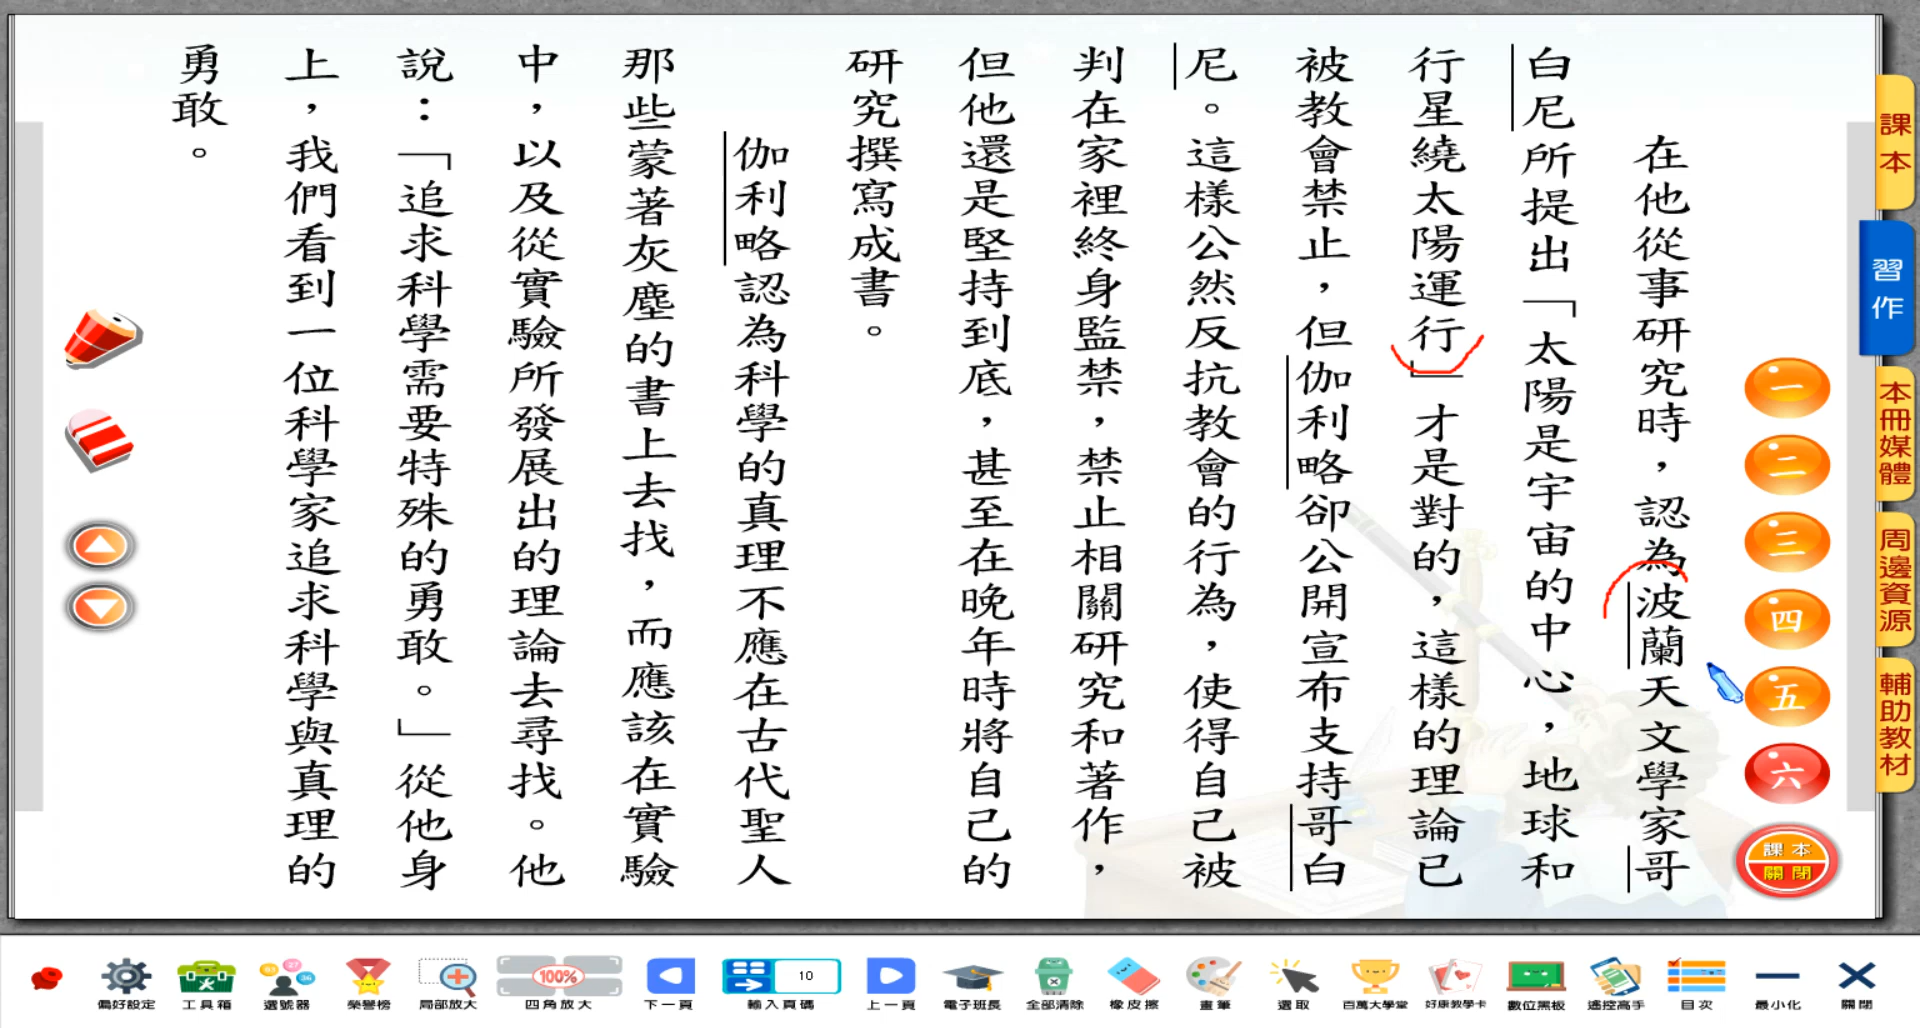 在他從事研究時，認為波蘭天文學家哥
白尼所提出「太陽是宇宙的中心，地球和
行星繞太陽運行」才是對的，這樣的理論已
被教會禁止，但伽利略卻公開宣布支持哥白
尼。這樣公然反抗教會的行為，使得自己被
判在家裡終身監禁，禁止相關研究和著作，
但他還是堅持到底，甚至在晚年時將自己的
研究撰寫成書。
伽利略認為科學的真理不應在古代聖人
那些蒙著灰塵的書上去找，而應該在實驗
中，以及從實驗所發展出的理論去尋找。他
說：「追求科學需要特殊的勇敢。」從他身
上，我們看到一位科學家追求科學與真理的
勇敢。
課本
習作
本冊媒體
周邊資源
輔助教材
一
二
三
四
五
六
課本
關閉
偏好設定
工具箱
選號器
榮譽榜
局部放大
100%
四角放大
下一頁
10
輸入頁碼
上一頁
電子班長
全部清除
橡皮擦
畫筆
選取
百萬大學堂
好康教學卡
數位黑板
遙控高手
目次
最小化
關閉